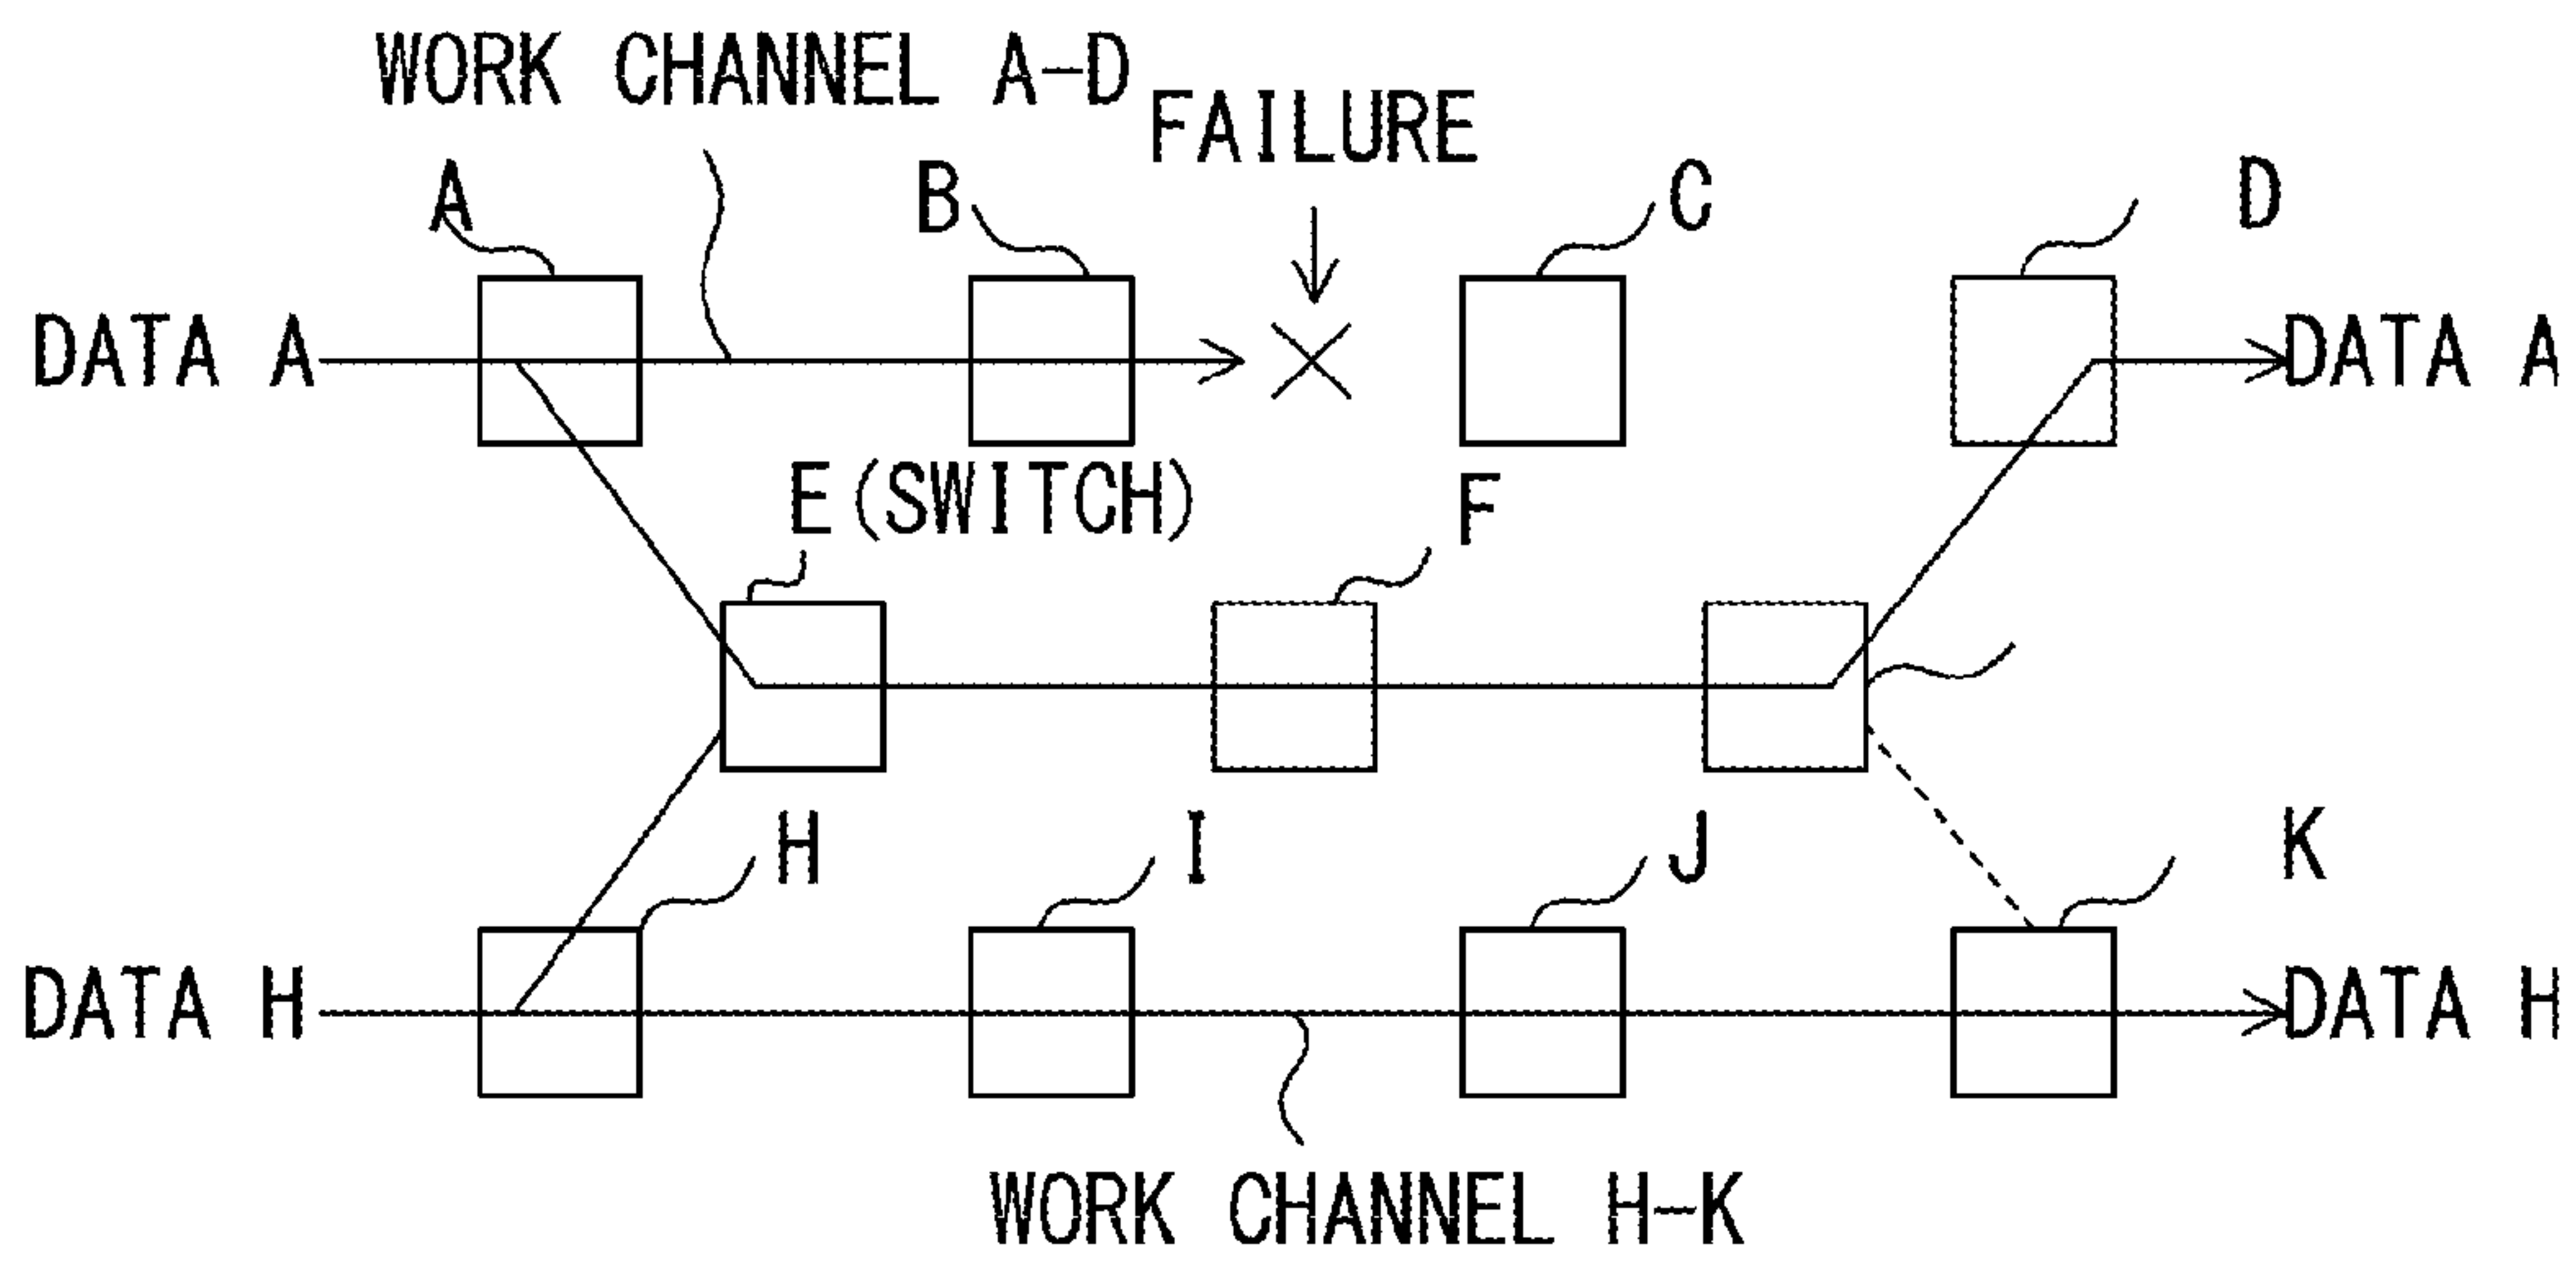 WORK CHANNEL A-D
FAILURE
A
B
C
D
DATA A
DATA A
E(SWITCH)
F
H
I
J
K
DATA H
DATA H
WORK CHANNEL H-K